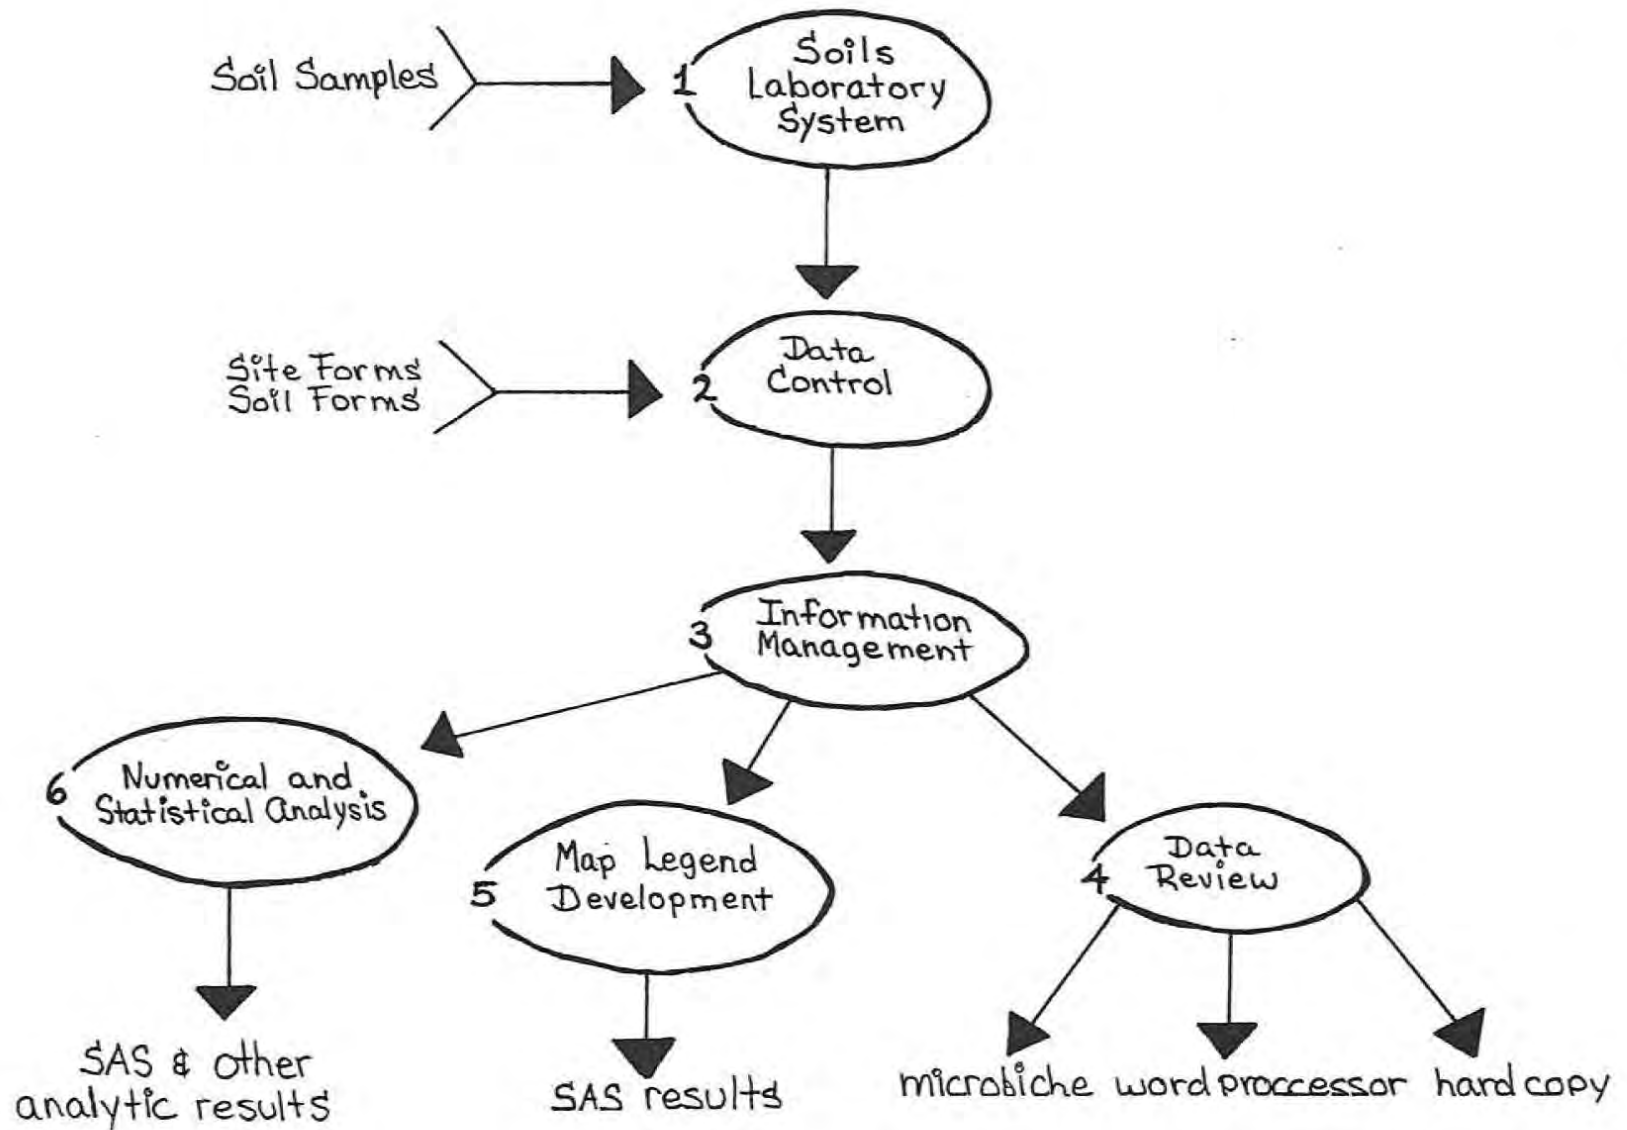 Soil Samples
1
Soils
Laboratory
System
Site Forms
Soil Forms
2
Data
Control
3
Information
Management
6
Numerical and
Statistical Analysis
5
Map Legend
Development
4
Data
Review
SAS & other
analytic results
SAS results
microbiche word proccessor hard copy